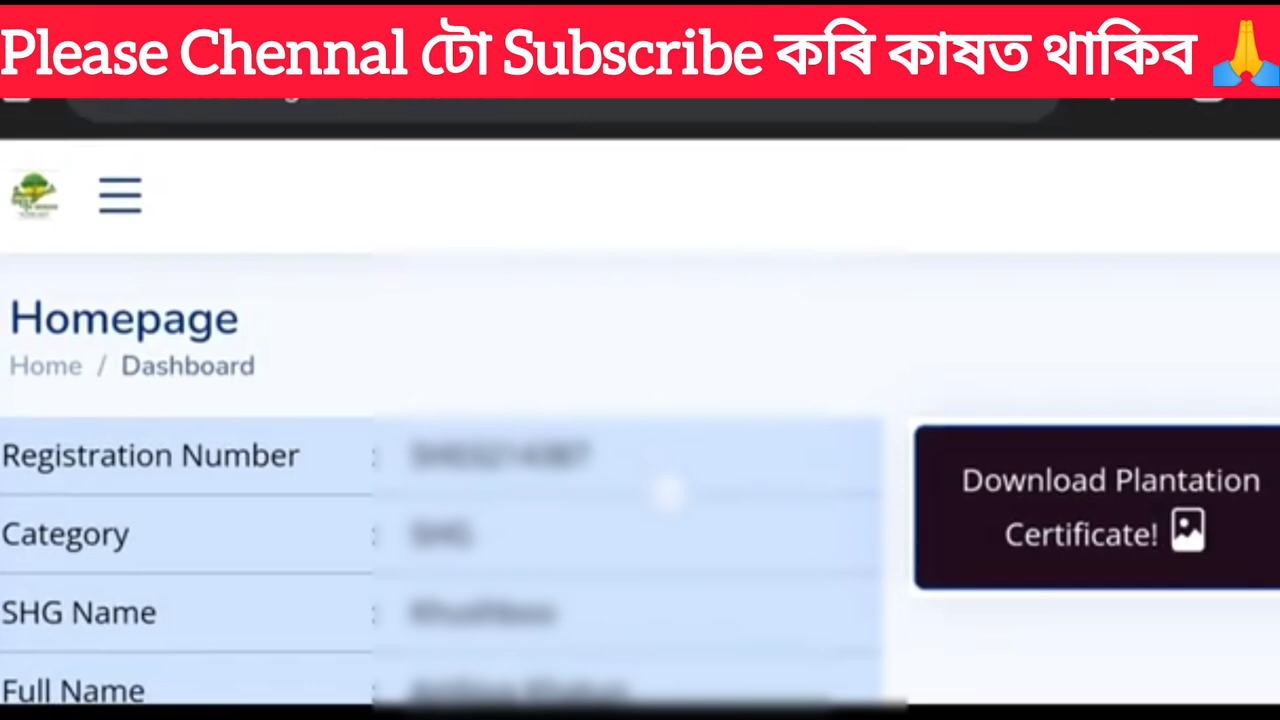 Please Chennal টো Subscribe কৰি কাষত থাকিব 🙏
Homepage
Home / Dashboard
Registration Number :
Category :
SHG Name :
Full Name :
Download Plantation
Certificate!